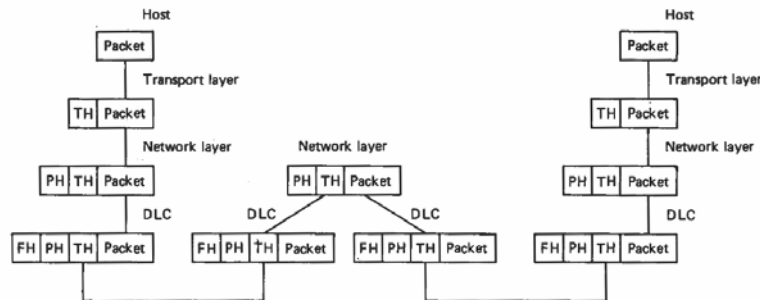 Host Host
Packet Packet
Transport layer Transport layer
TH Packet TH Packet
Network layer Network layer Network layer
PH TH Packet PH TH Packet PH TH Packet
DLC DLC DLC DLC
FH PH TH Packet FH PH TH Packet FH PH TH Packet FH PH TH Packet